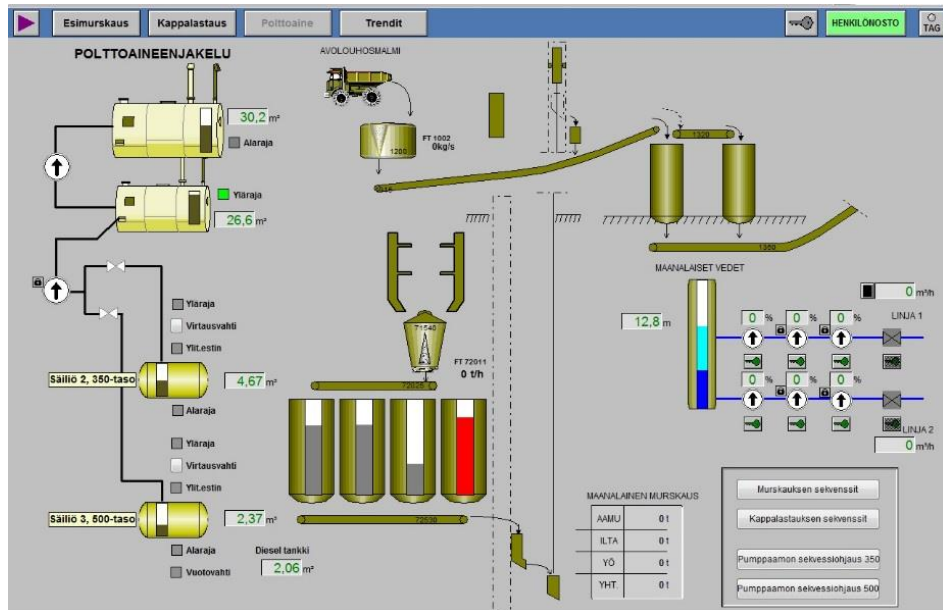 Esimurskaus
Kappalastaus
Polttoaine
Trendit
HENKILÖNOSTO
TAG
POLTTOAINEENJAKELU
AVOLOUHOSMALMI
30,2 m³
Alaraja
FT 1002
0kg/s
1200
1320
Yläraja
26,6 m³
1360
MAANALAISET VEDET
0 m³/h
LINJA 1
12,8 m
0 % 0 % 0 %
Yläraja
Virtausvahti
Ylit.estin
71540
FT 72011
0 t/h
Säiliö 2, 350-taso
4,67 m³
0 % 0 % 0 %
Alaraja
LINJA 2
0 m³/h
Yläraja
Virtausvahti
Ylit.estin
Säiliö 3, 500-taso
2,37 m³
72530
Alaraja
Vuotovahti
Diesel tankki
2,06 m³
MAANALAINEN MURSKAUS
AAMU 0 t
ILTA 0 t
YÖ 0 t
YHT. 0 t
Murskauksen sekvenssit
Kappalastauksen sekvenssit
Pumppaamon sekvessiohjaus 350
Pumppaamon sekvessiohjaus 500